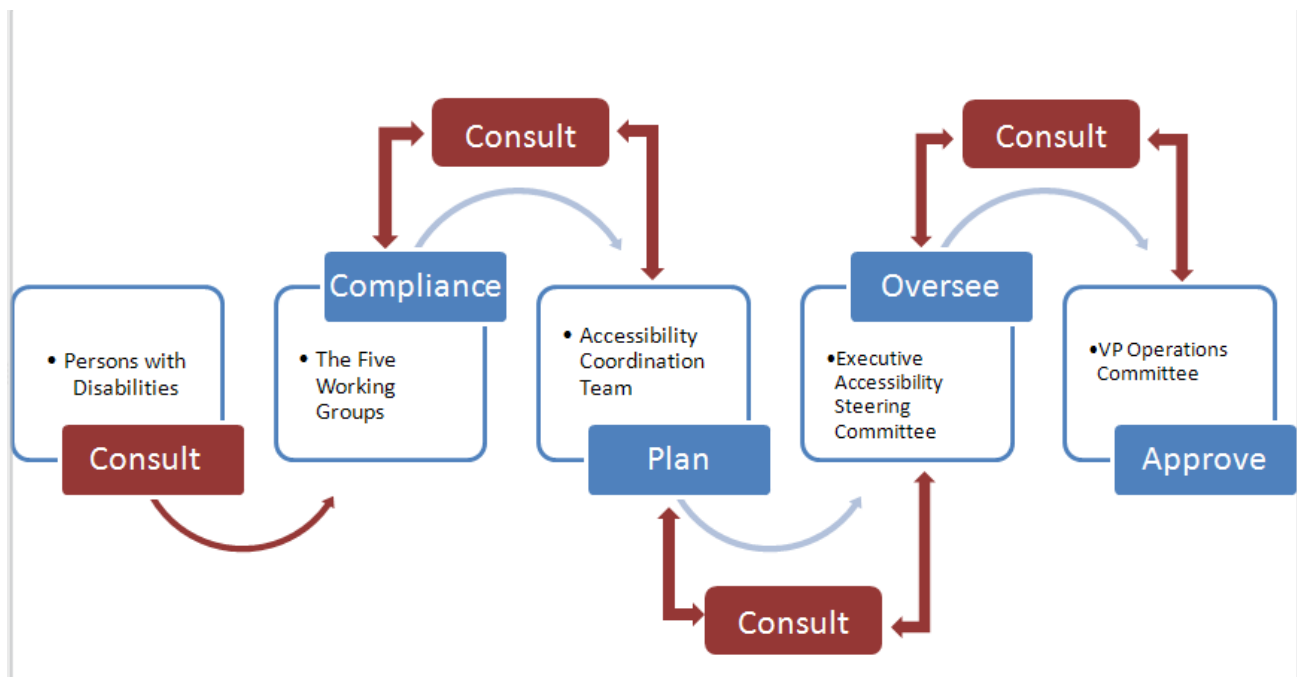 Consult
Consult
Compliance
Oversee
• Persons with
Disabilities
Consult
• The Five
Working
Groups
• Accessibility
Coordination
Team
Plan
•Executive
Accessibility
Steering
Committee
•VP Operations
Committee
Approve
Consult